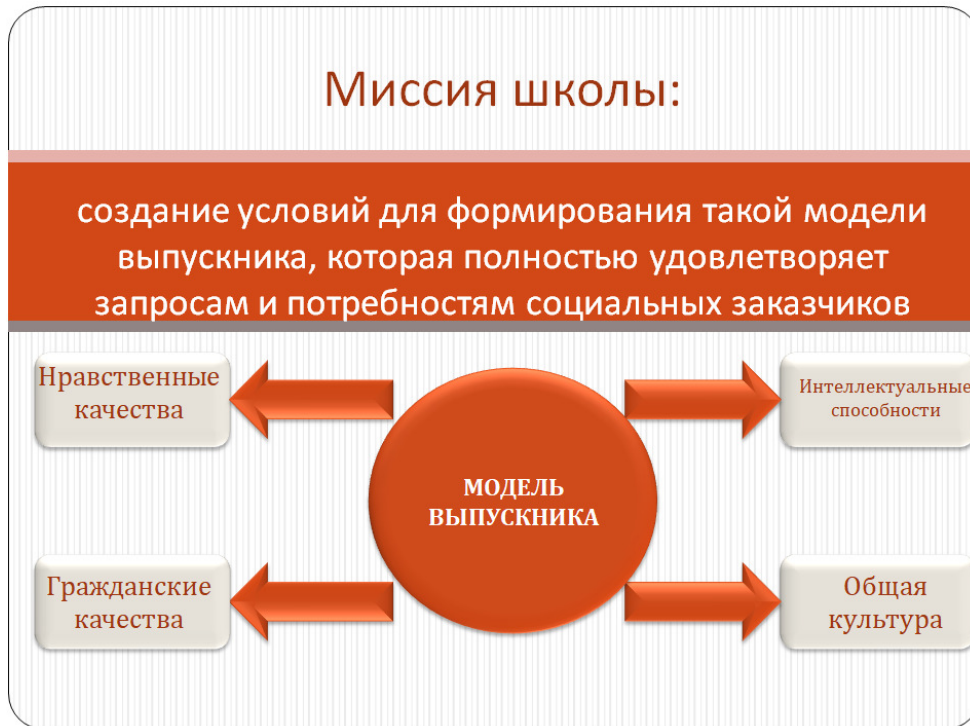 Миссия школы:
создание условий для формирования такой модели
выпускника, которая полностью удовлетворяет
запросам и потребностям социальных заказчиков
Нравственные
качества
Интеллектуальные
способности
МОДЕЛЬ
ВЫПУСКНИКА
Гражданские
качества
Общая
культура